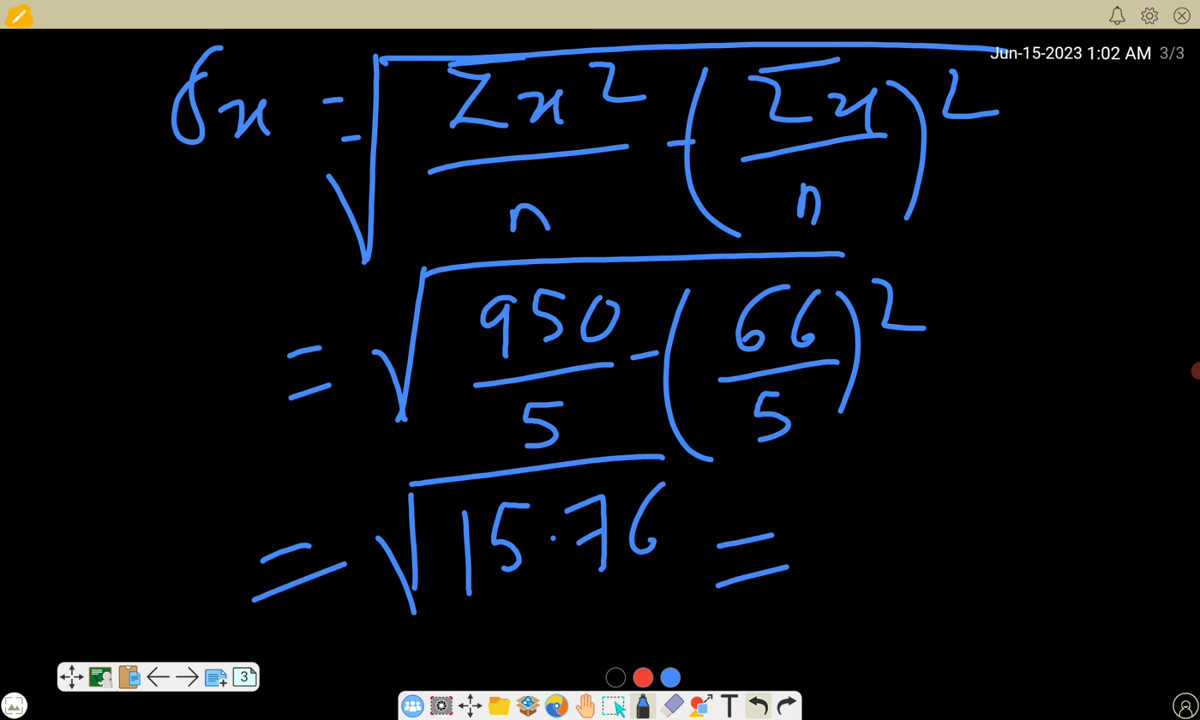 Jun-15-2023 1:02 AM 3/3
σx = √(Σx²/n - (Σx/n)²)
= √(950/5 - (66/5)²)
= √15.76 =
3
T